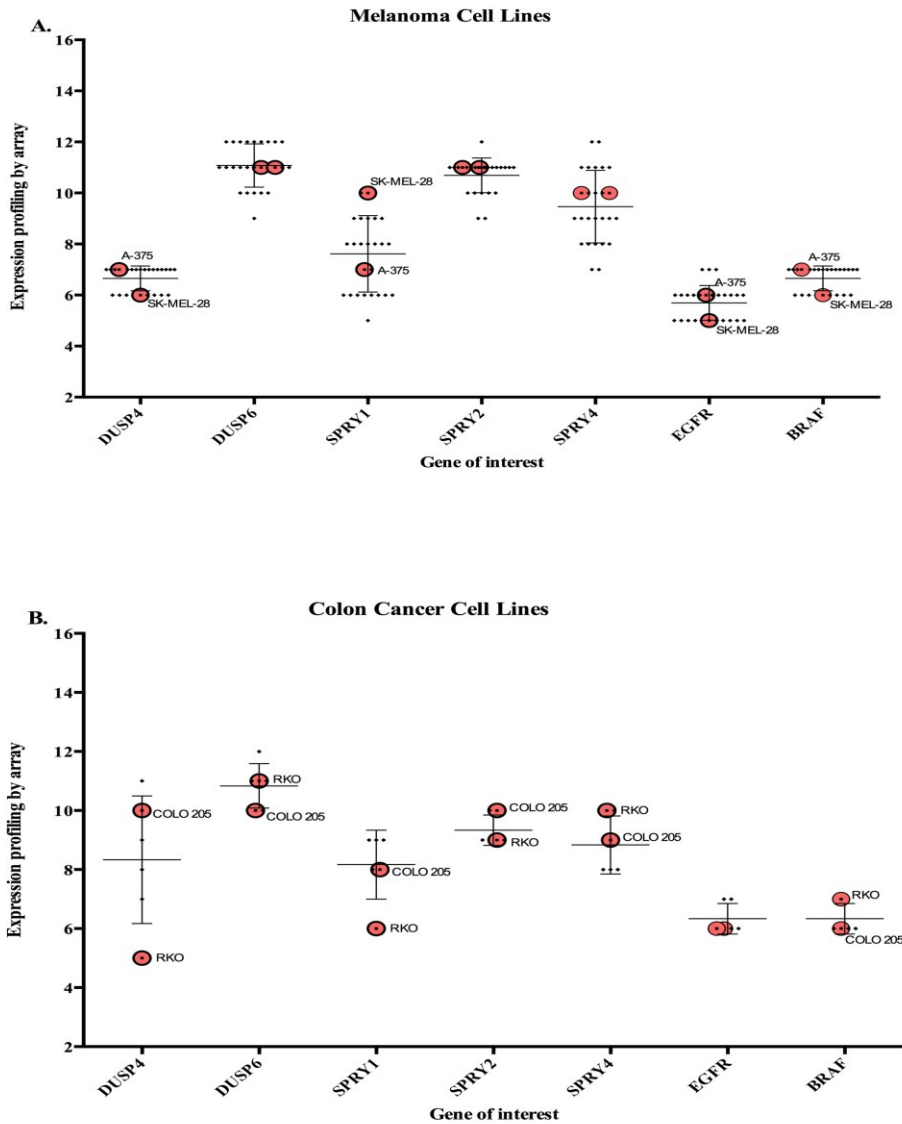 Melanoma Cell Lines
A.
16
14
12
10
8
6
4
2
Expression profiling by array
A-375
SK-MEL-28
SK-MEL-28
A-375
A-375
SK-MEL-28
A-375
SK-MEL-28
DUSP4
DUSP6
SPRY1
SPRY2
SPRY4
EGFR
BRAF
Gene of interest
Colon Cancer Cell Lines
B.
16
14
12
10
8
6
4
2
Expression profiling by array
COLO 205
RKO
RKO
COLO 205
COLO 205
RKO
COLO 205
RKO
RKO
COLO 205
RKO
COLO 205
DUSP4
DUSP6
SPRY1
SPRY2
SPRY4
EGFR
BRAF
Gene of interest